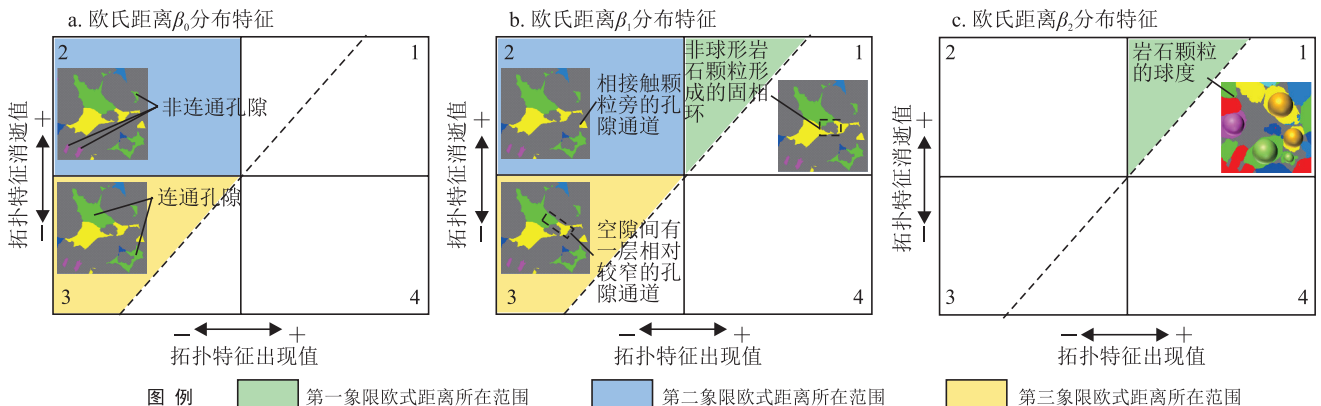 a. 欧氏距离β₀分布特征
2
1
非连通孔隙
连通孔隙
3
4
拓扑特征消逝值
+
−
− +
拓扑特征出现值
b. 欧氏距离β₁分布特征
2
1
相接触颗
粒旁的孔
隙通道
非球形岩
石颗粒形
成的固相
环
空隙间有
一层相对
较窄的孔
隙通道
3
4
拓扑特征消逝值
+
−
− +
拓扑特征出现值
c. 欧氏距离β₂分布特征
2
1
岩石颗粒
的球度
3
4
拓扑特征消逝值
+
−
− +
拓扑特征出现值
图 例
第一象限欧式距离所在范围
第二象限欧式距离所在范围
第三象限欧式距离所在范围